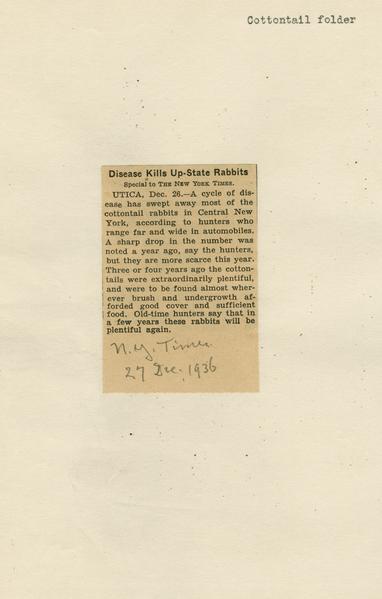 Cottontail folder
Disease Kills Up-State Rabbits
Special to THE NEW YORK TIMES.
UTICA, Dec. 26.—A cycle of dis-
ease has swept away most of the
cottontail rabbits in Central New
York, according to hunters who
range far and wide in automobiles.
A sharp drop in the number was
noted a year ago, say the hunters,
but they are more scarce this year.
Three or four years ago the cotton-
tails were extraordinarily plentiful,
and were to be found almost wher-
ever brush and undergrowth af-
forded good cover and sufficient
food. Old-time hunters say that in
a few years these rabbits will be
plentiful again.
N.Y. Times
27 Dec. 1936